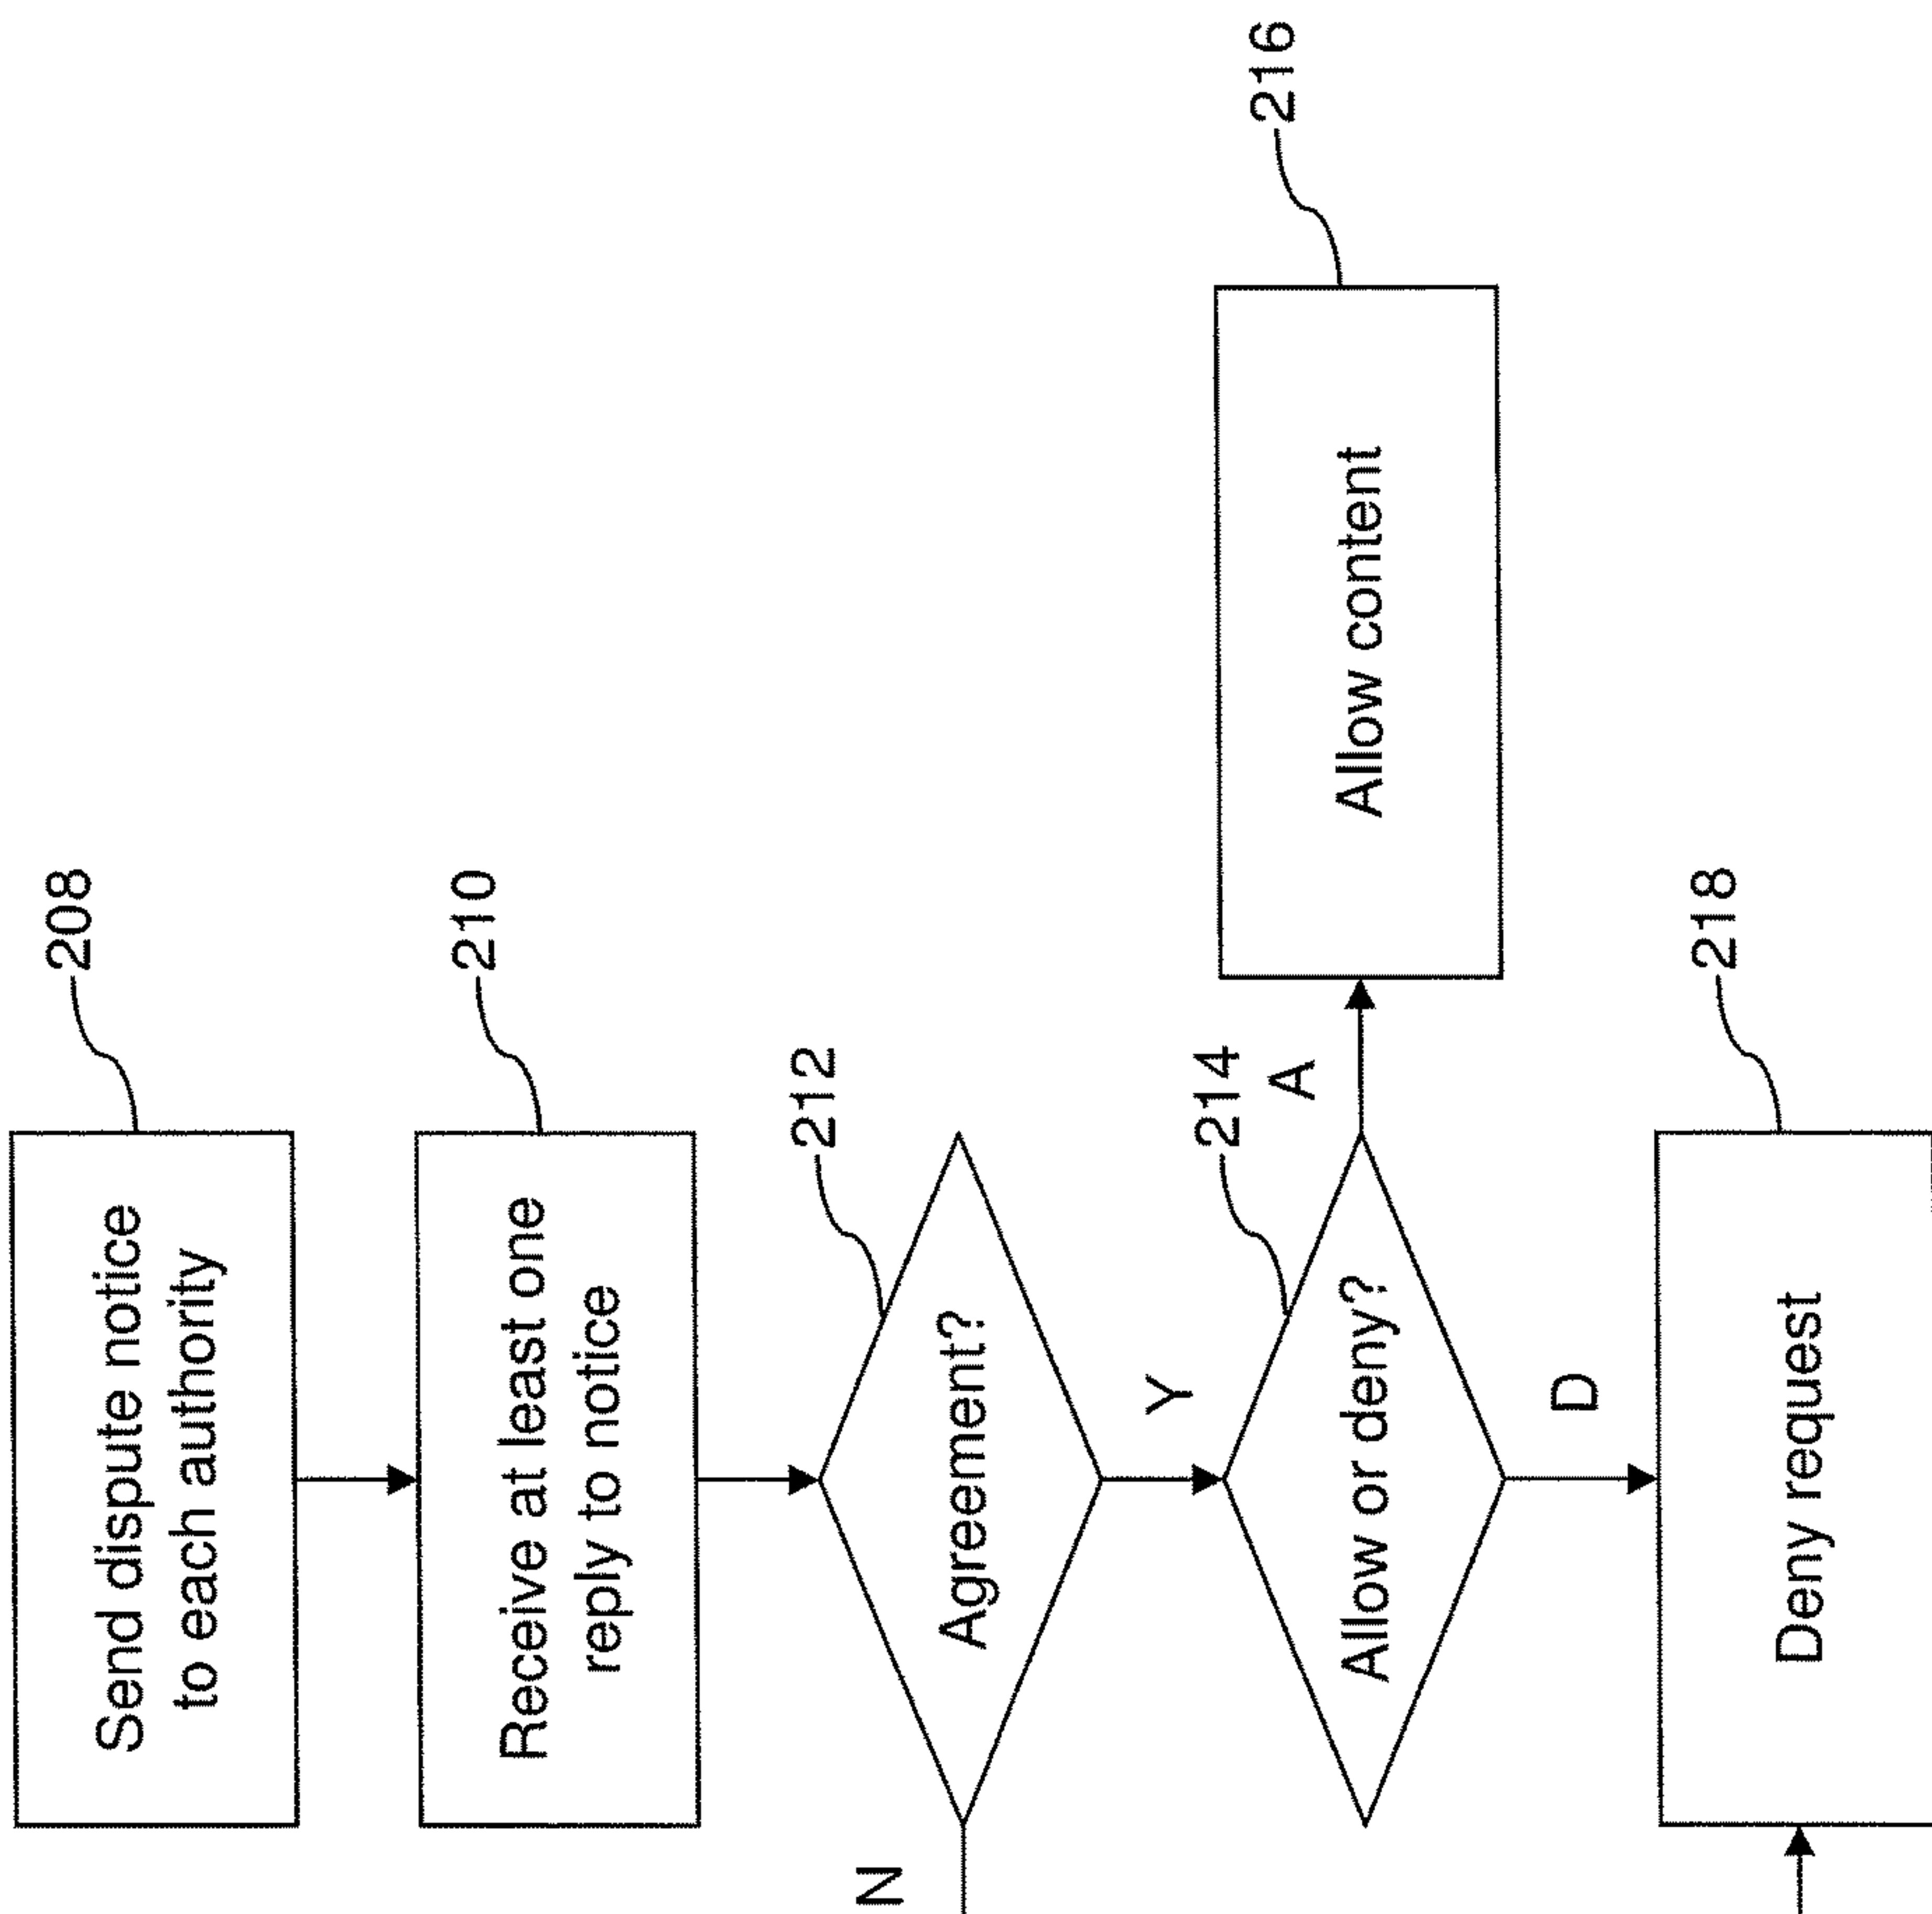 208
Send dispute notice
to each authority
210
Receive at least one
reply to notice
212
Agreement?
N
Y
214
Allow or deny?
A
216
Allow content
D
218
Deny request